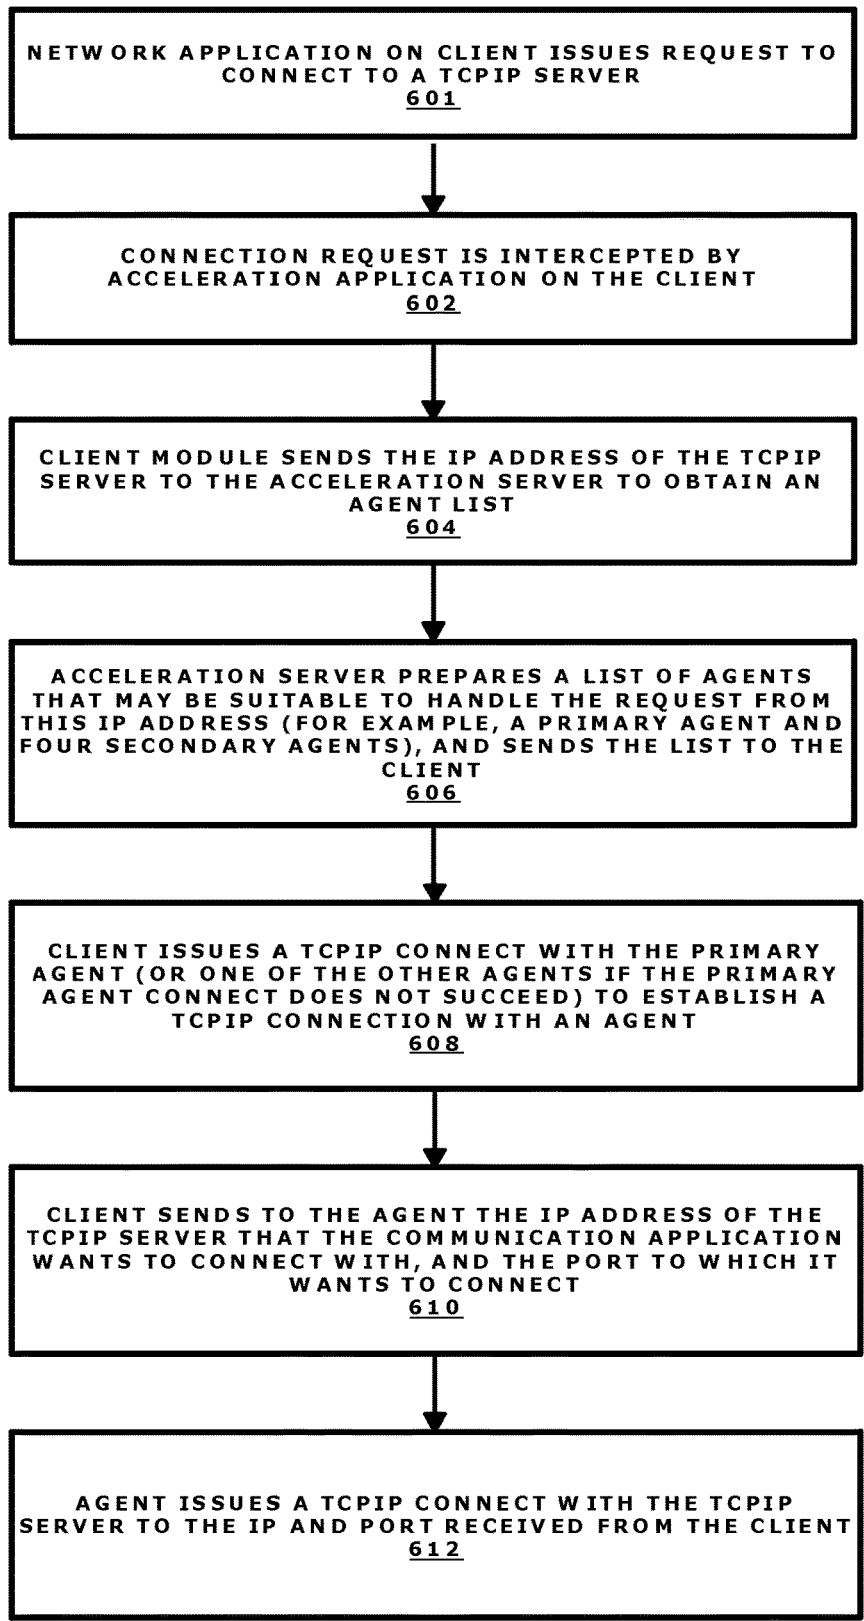 NETWORK APPLICATION ON CLIENT ISSUES REQUEST TO
CONNECT TO A TCPIP SERVER
601
CONNECTION REQUEST IS INTERCEPTED BY
ACCELERATION APPLICATION ON THE CLIENT
602
CLIENT MODULE SENDS THE IP ADDRESS OF THE TCPIP
SERVER TO THE ACCELERATION SERVER TO OBTAIN AN
AGENT LIST
604
ACCELERATION SERVER PREPARES A LIST OF AGENTS
THAT MAY BE SUITABLE TO HANDLE THE REQUEST FROM
THIS IP ADDRESS (FOR EXAMPLE, A PRIMARY AGENT AND
FOUR SECONDARY AGENTS), AND SENDS THE LIST TO THE
CLIENT
606
CLIENT ISSUES A TCPIP CONNECT WITH THE PRIMARY
AGENT (OR ONE OF THE OTHER AGENTS IF THE PRIMARY
AGENT CONNECT DOES NOT SUCCEED) TO ESTABLISH A
TCPIP CONNECTION WITH AN AGENT
608
CLIENT SENDS TO THE AGENT THE IP ADDRESS OF THE
TCPIP SERVER THAT THE COMMUNICATION APPLICATION
WANTS TO CONNECT WITH, AND THE PORT TO WHICH IT
WANTS TO CONNECT
610
AGENT ISSUES A TCPIP CONNECT WITH THE TCPIP
SERVER TO THE IP AND PORT RECEIVED FROM THE CLIENT
612